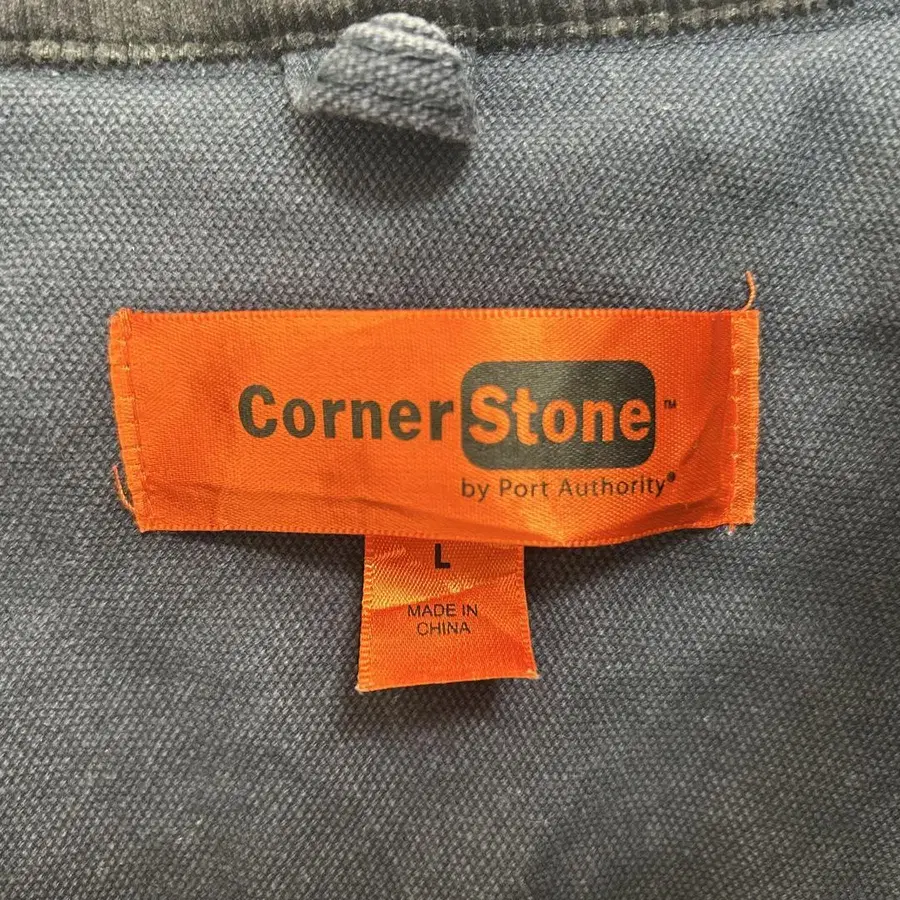 CornerStone™
by Port Authority®
L
MADE IN
CHINA